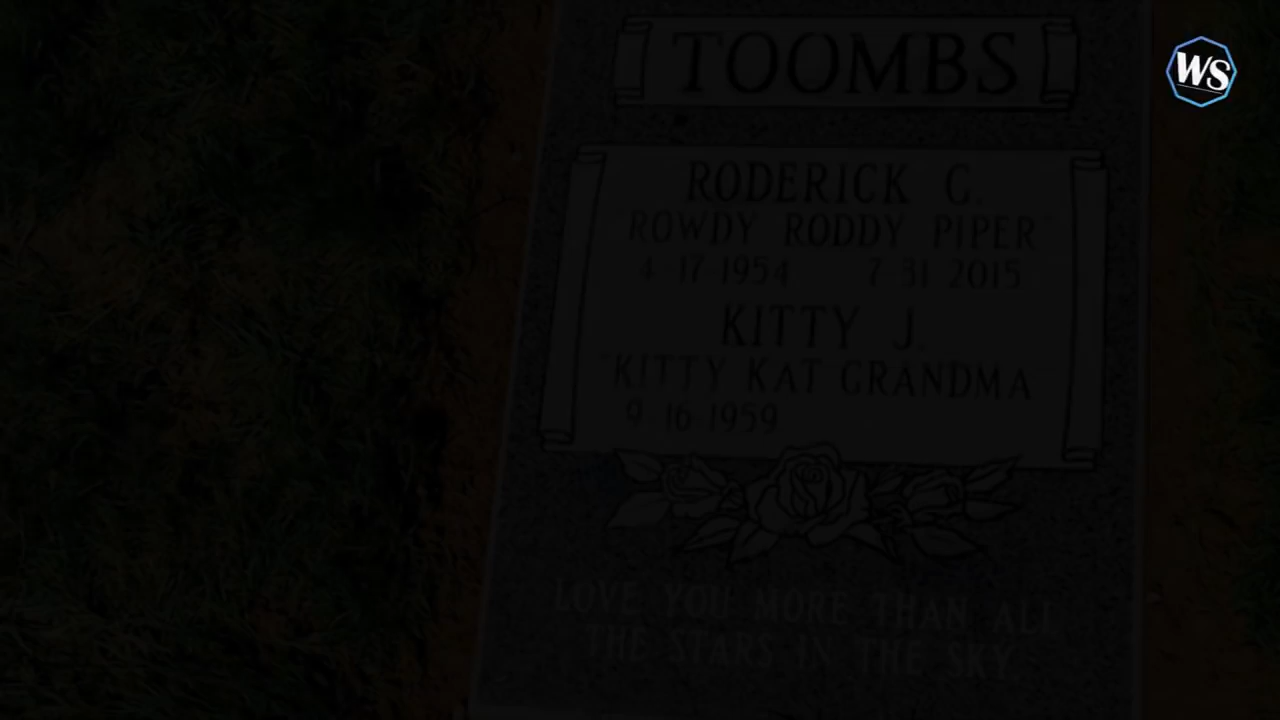 WS
TOOMBS
RODERICK G.
"ROWDY RODDY PIPER"
4-17-1954 7-31-2015
KITTY J.
"KITTY KAT GRANDMA"
9-16-1959
LOVE YOU MORE THAN ALL
THE STARS IN THE SKY.